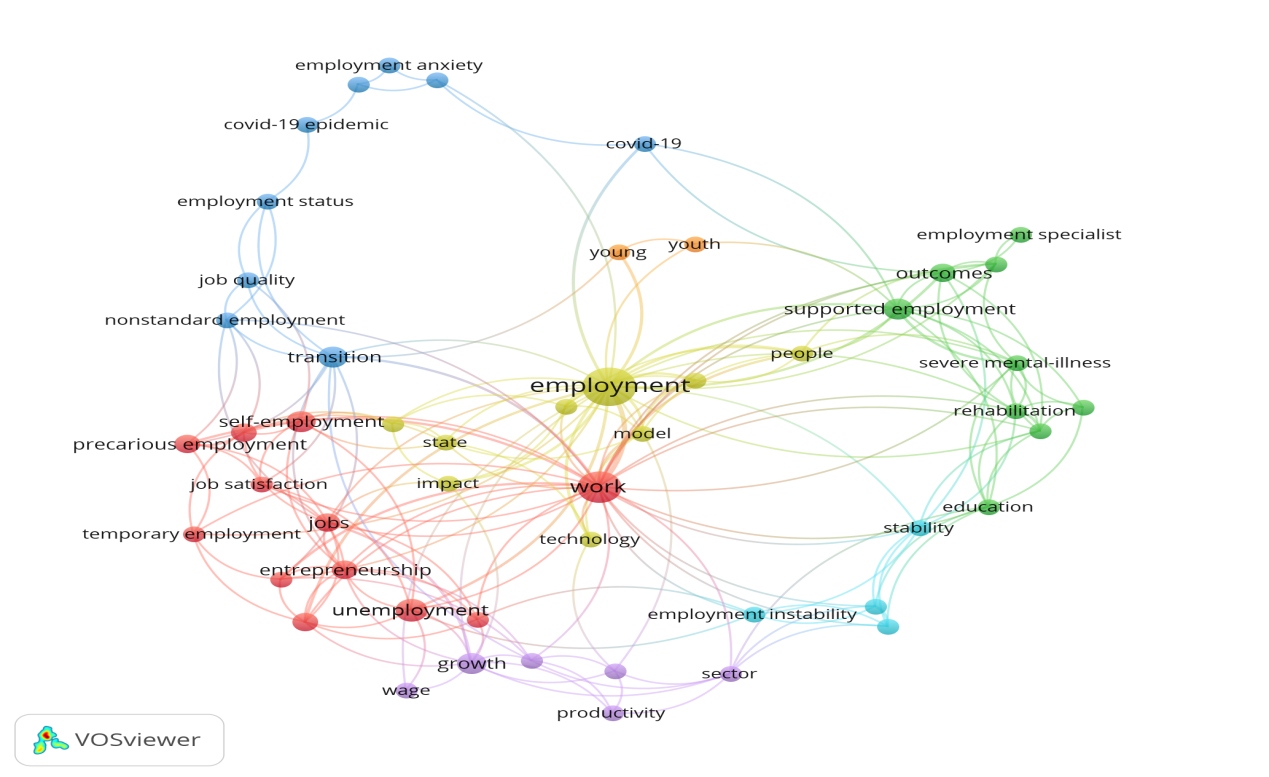 employment anxiety
covid-19 epidemic
covid-19
employment status
employment specialist
young
youth
outcomes
job quality
supported employment
nonstandard employment
transition
people
severe mental-illness
employment
rehabilitation
self-employment
precarious employment
state
model
job satisfaction
impact
work
education
jobs
stability
temporary employment
technology
entrepreneurship
unemployment
employment instability
growth
sector
wage
productivity
VOSviewer